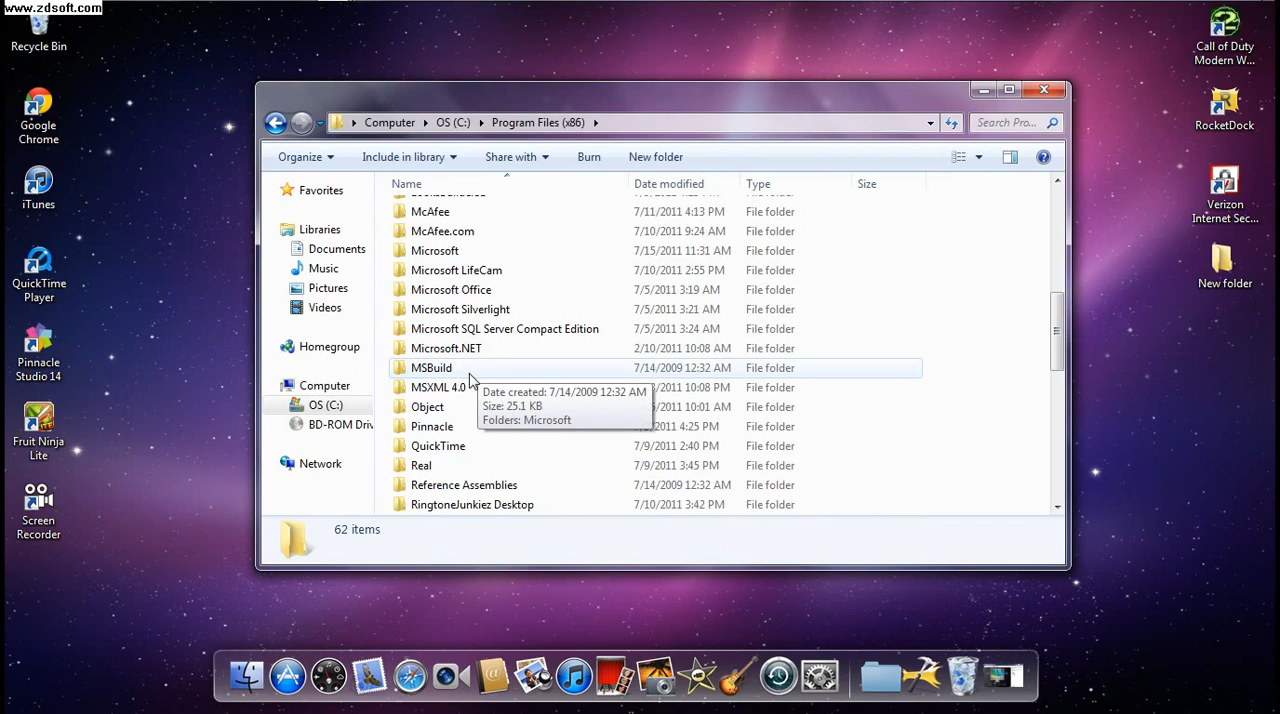 www.zdsoft.com
Recycle Bin
Google
Chrome
iTunes
QuickTime
Player
Pinnacle
Studio 14
Fruit Ninja
Lite
Screen
Recorder
Call of Duty
Modern W...
RocketDock
Verizon
Internet Sec...
New folder
Computer OS (C:) Program Files (x86)
Search Pro...
Organize Include in library Share with Burn New folder
Favorites
Libraries
Documents
Music
Pictures
Videos
Homegroup
Computer
OS (C:)
BD-ROM Driv
Network
Name Date modified Type Size
McAfee 7/11/2011 4:13 PM File folder
McAfee.com 7/10/2011 9:24 AM File folder
Microsoft 7/15/2011 11:31 AM File folder
Microsoft LifeCam 7/10/2011 2:55 PM File folder
Microsoft Office 7/5/2011 3:19 AM File folder
Microsoft Silverlight 7/5/2011 3:21 AM File folder
Microsoft SQL Server Compact Edition 7/5/2011 3:24 AM File folder
Microsoft.NET 2/10/2011 10:08 AM File folder
MSBuild 7/14/2009 12:32 AM File folder
MSXML 4.0 /2011 10:08 PM File folder
Object /2011 10:01 AM File folder
Pinnacle /2011 4:25 PM File folder
QuickTime 7/9/2011 2:40 PM File folder
Real 7/9/2011 3:45 PM File folder
Reference Assemblies 7/14/2009 12:32 AM File folder
RingtoneJunkiez Desktop 7/10/2011 3:42 PM File folder
Date created: 7/14/2009 12:32 AM
Size: 25.1 KB
Folders: Microsoft
62 items